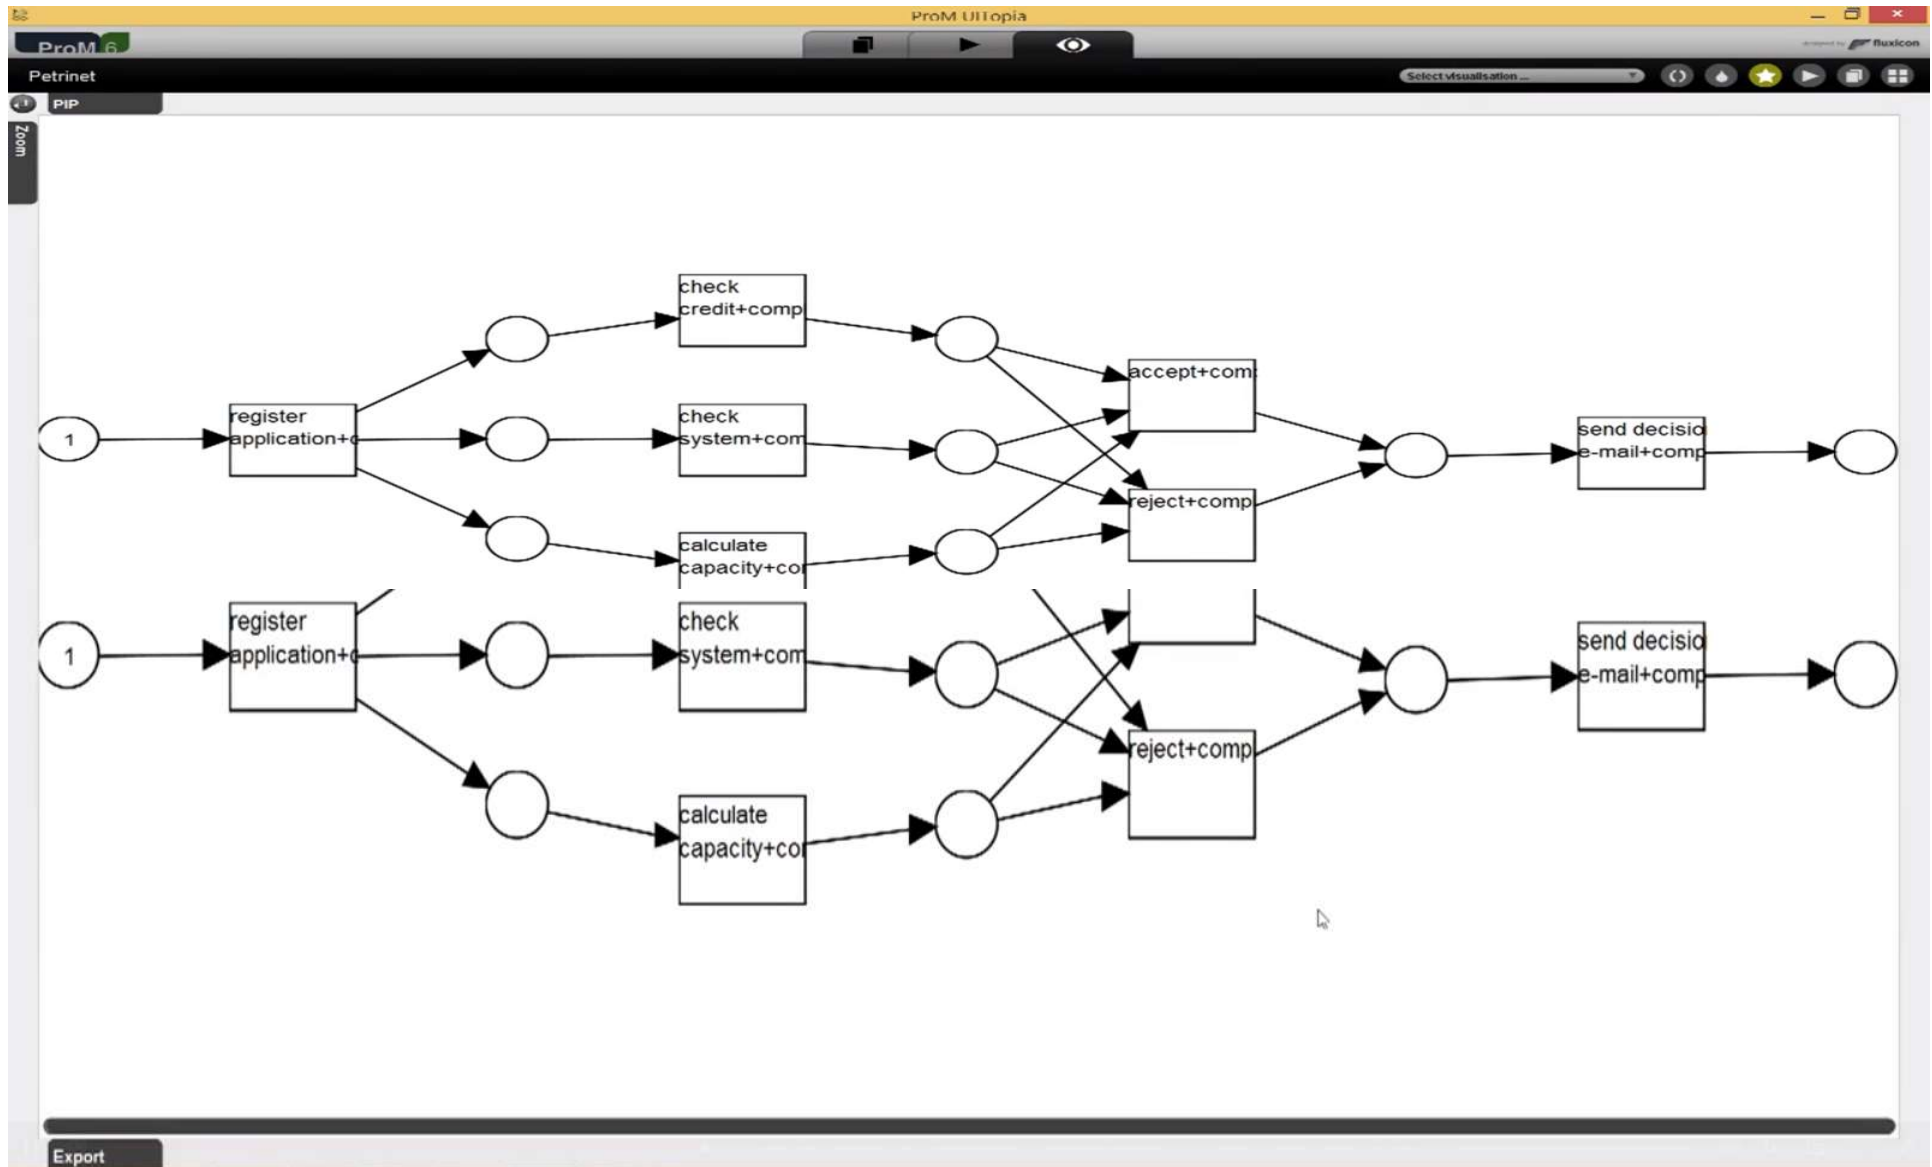 ProM UITopia
ProM 6
fluxicon
Petrinet
Select visualisation ...
PIP
Zoom
check
credit+comp
accept+com
register
application+c
check
system+com
1
send decisio
e-mail+comp
reject+comp
calculate
capacity+cor
register
application+c
check
system+com
1
send decisio
e-mail+comp
reject+comp
calculate
capacity+cor
Export